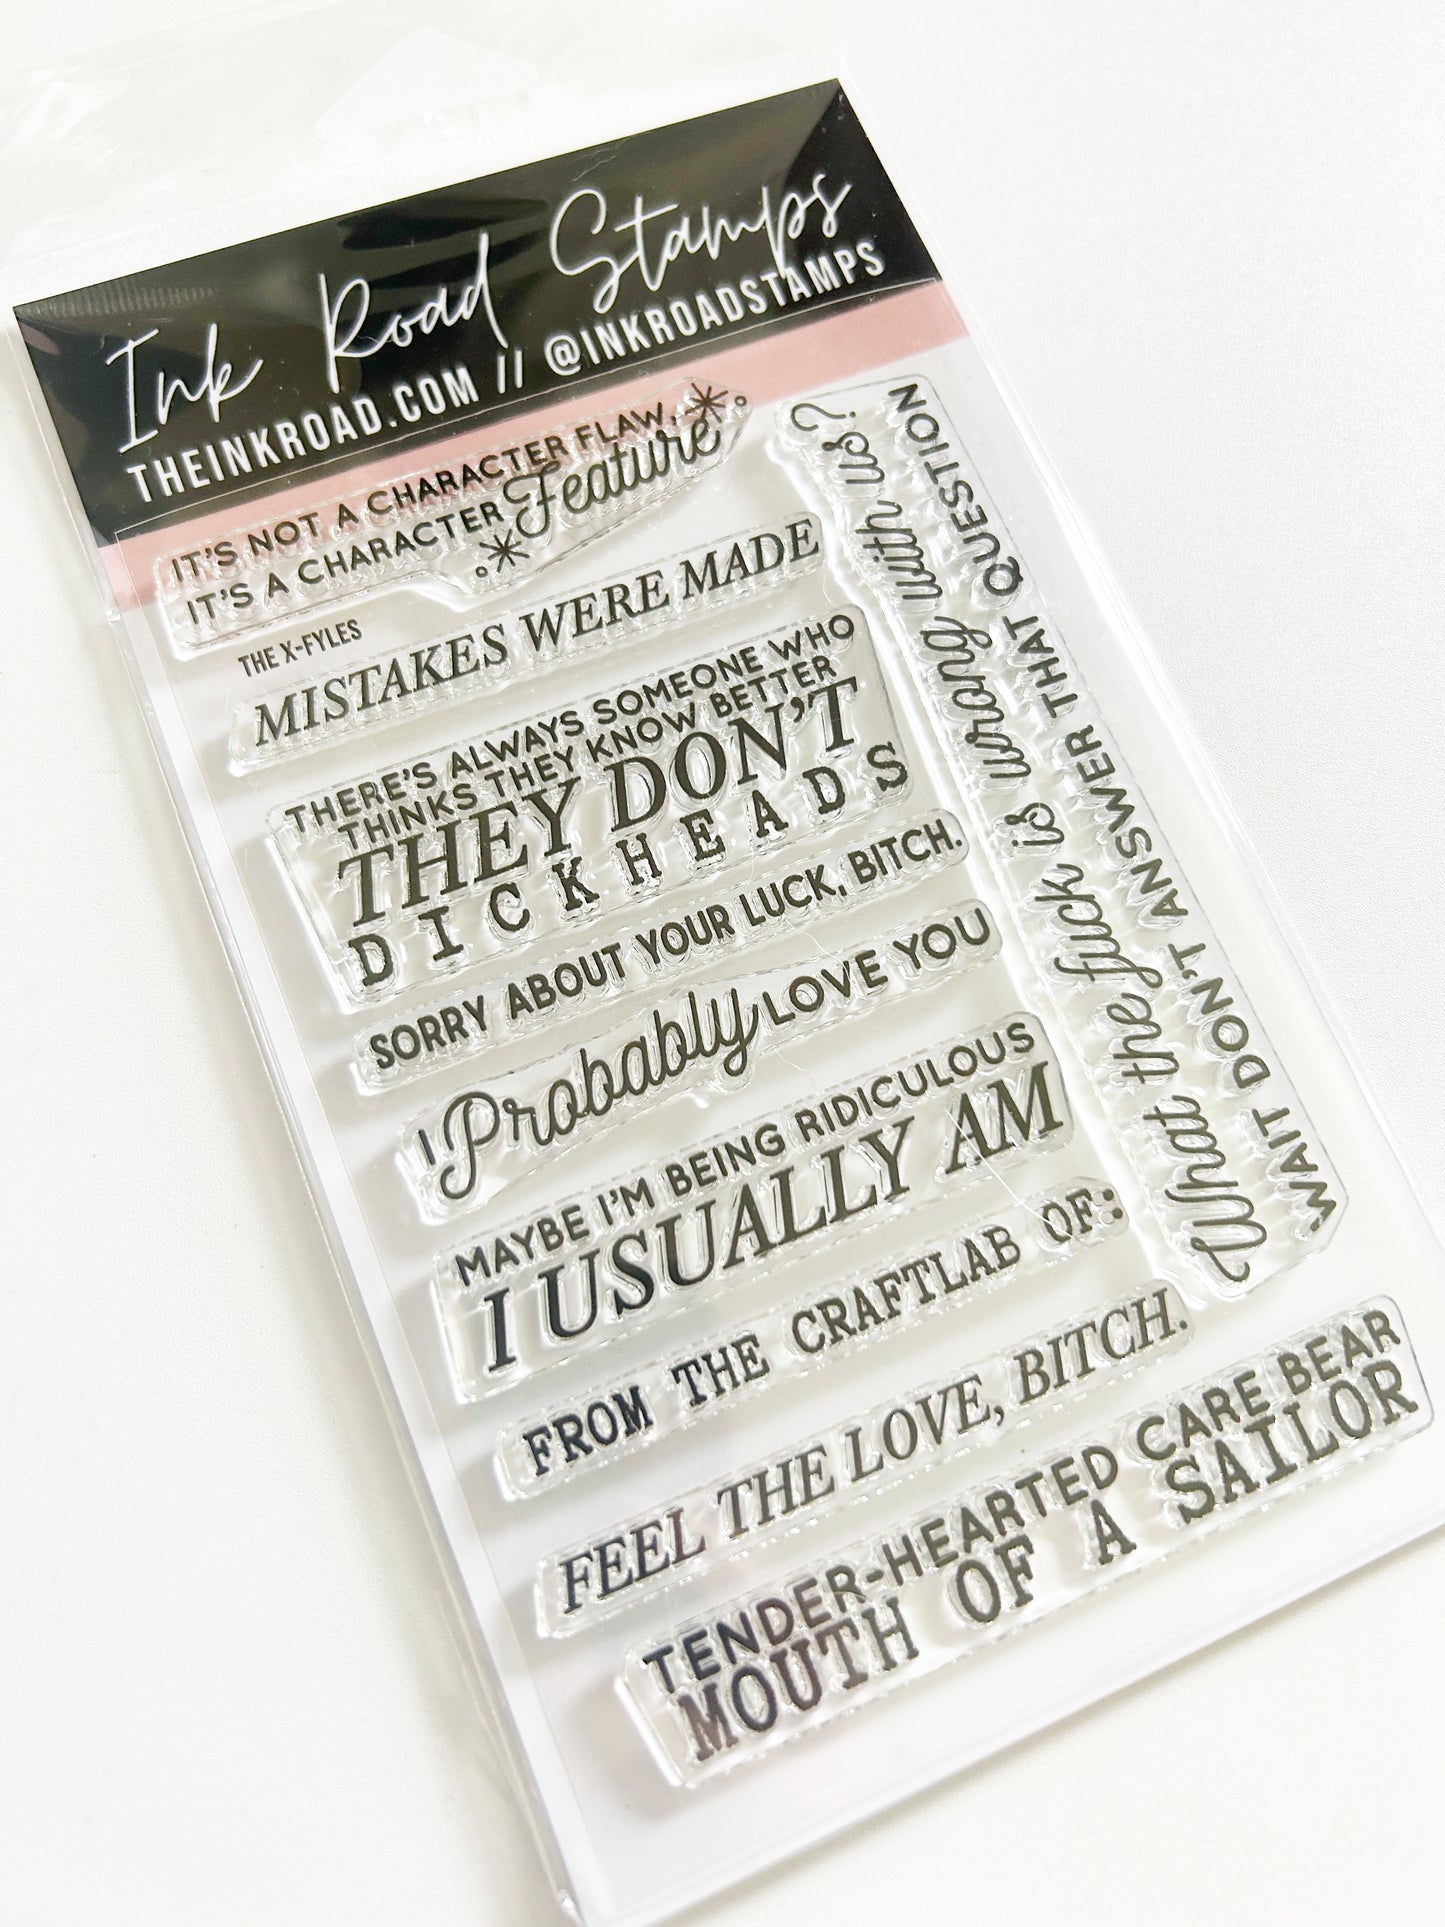 Ink Road Stamps
THEINKROAD.COM // @INKROADSTAMPS
IT'S NOT A CHARACTER FLAW,
IT'S A CHARACTER Feature
THE X-FYLES
MISTAKES WERE MADE
THERE'S ALWAYS SOMEONE WHO
THINKS THEY KNOW BETTER
THEY DON'T
DICKHEADS
SORRY ABOUT YOUR LUCK, BITCH.
I Probably LOVE YOU
MAYBE I'M BEING RIDICULOUS
I USUALLY AM
FROM THE CRAFTLAB OF:
FEEL THE LOVE, BITCH.
TENDER-HEARTED CARE BEAR
MOUTH OF A SAILOR
What the fuck is wrong with us?
WAIT DON'T ANSWER THAT QUESTION